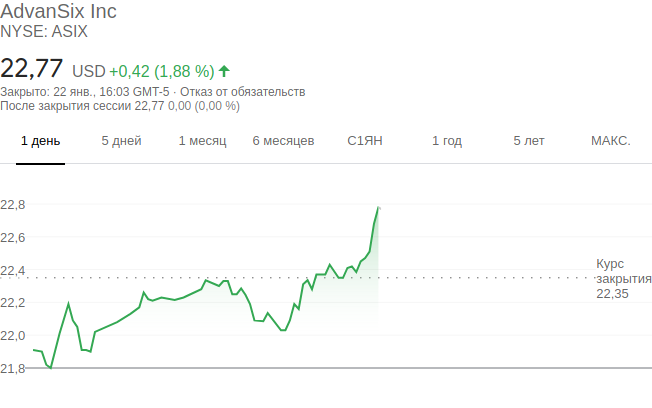 AdvanSix Inc
NYSE: ASIX
22,77 USD +0,42 (1,88 %)
Закрыто: 22 янв., 16:03 GMT-5 · Отказ от обязательств
После закрытия сессии 22,77 0,00 (0,00 %)
1 день 5 дней 1 месяц 6 месяцев С1ЯН 1 год 5 лет МАКС.
22,8
22,6
22,4
22,2
22,0
21,8
Курс
закрытия
22,35